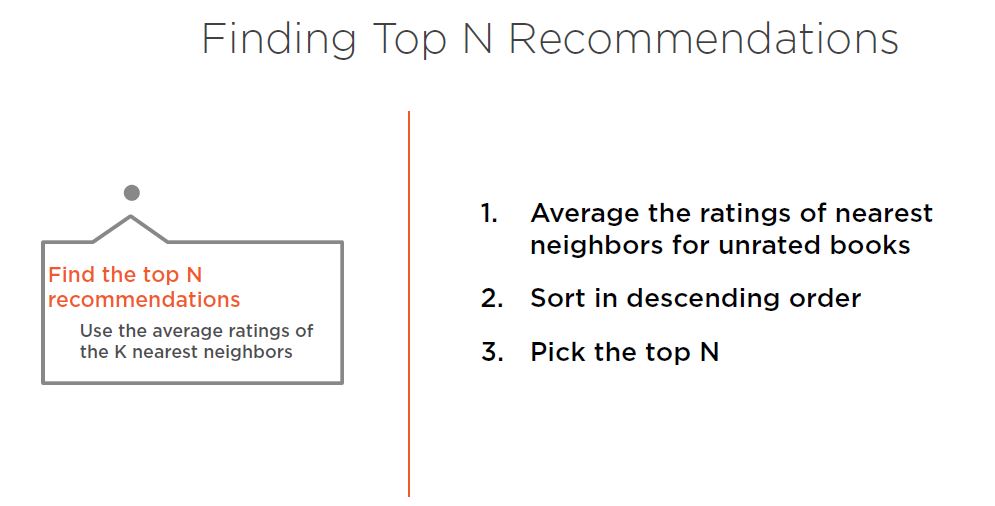 Finding Top N Recommendations
Find the top N
recommendations
Use the average ratings of
the K nearest neighbors
1. Average the ratings of nearest
neighbors for unrated books
2. Sort in descending order
3. Pick the top N